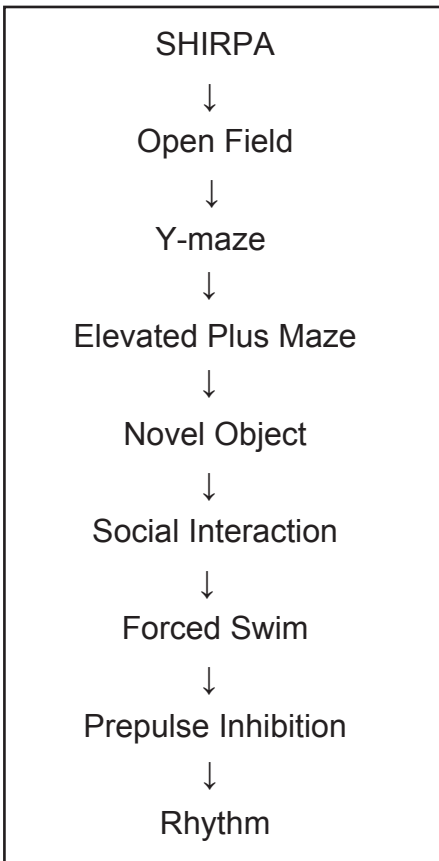 SHIRPA
↓
Open Field
↓
Y-maze
↓
Elevated Plus Maze
↓
Novel Object
↓
Social Interaction
↓
Forced Swim
↓
Prepulse Inhibition
↓
Rhythm